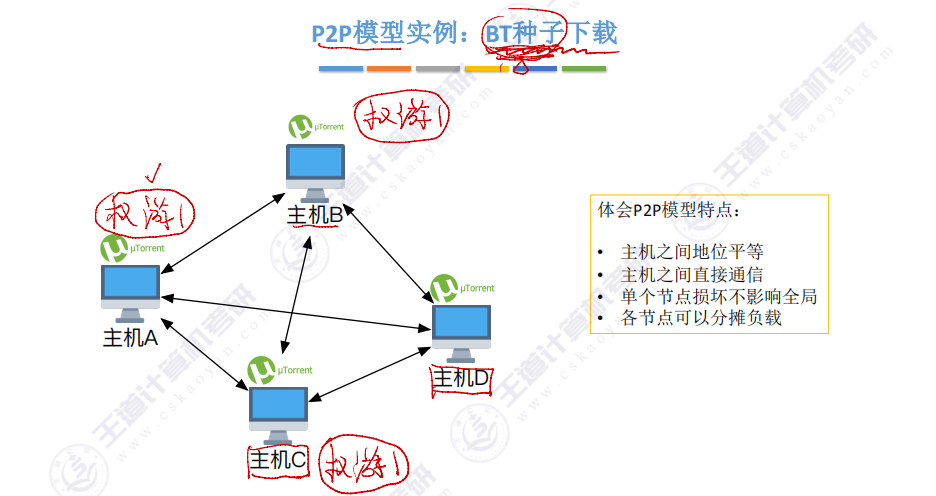 P2P模型实例：BT种子下载
权游1
μTorrent
主机B
权游1
μTorrent
主机A
体会P2P模型特点：
• 主机之间地位平等
• 主机之间直接通信
• 单个节点损坏不影响全局
• 各节点可以分摊负载
μTorrent
主机D
μTorrent
主机C
权游1
王道计算机考研
www.cskaoyan.com